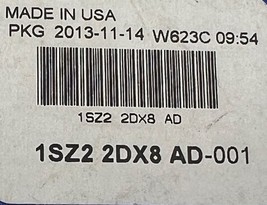 MADE IN USA
PKG 2013-11-14 W623C 09:54
1SZ2 2DX8 AD
1SZ2 2DX8 AD-001